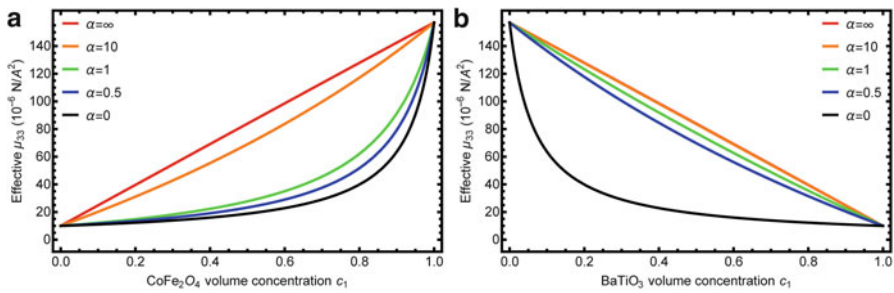 a
α=∞
α=10
α=1
α=0.5
α=0
Effective μ₃₃ (10⁻⁶ N/A²)
140
120
100
80
60
40
20
0
0.0 0.2 0.4 0.6 0.8 1.0
CoFe₂O₄ volume concentration c₁
b
α=∞
α=10
α=1
α=0.5
α=0
Effective μ₃₃ (10⁻⁶ N/A²)
140
120
100
80
60
40
20
0
0.0 0.2 0.4 0.6 0.8 1.0
BaTiO₃ volume concentration c₁